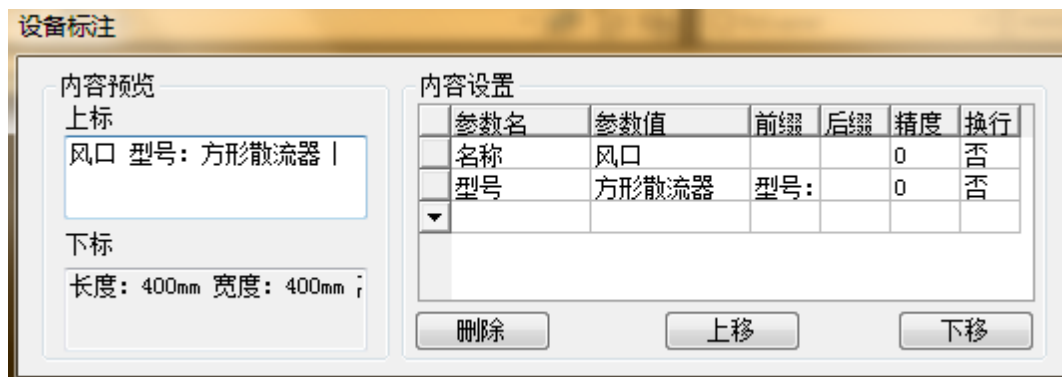 设备标注
内容预览
上标
风口 型号: 方形散流器
下标
长度: 400mm 宽度: 400mm
内容设置
参数名 参数值 前缀 后缀 精度 换行
名称 风口 0 否
型号 方形散流器 型号: 0 否
删除 上移 下移